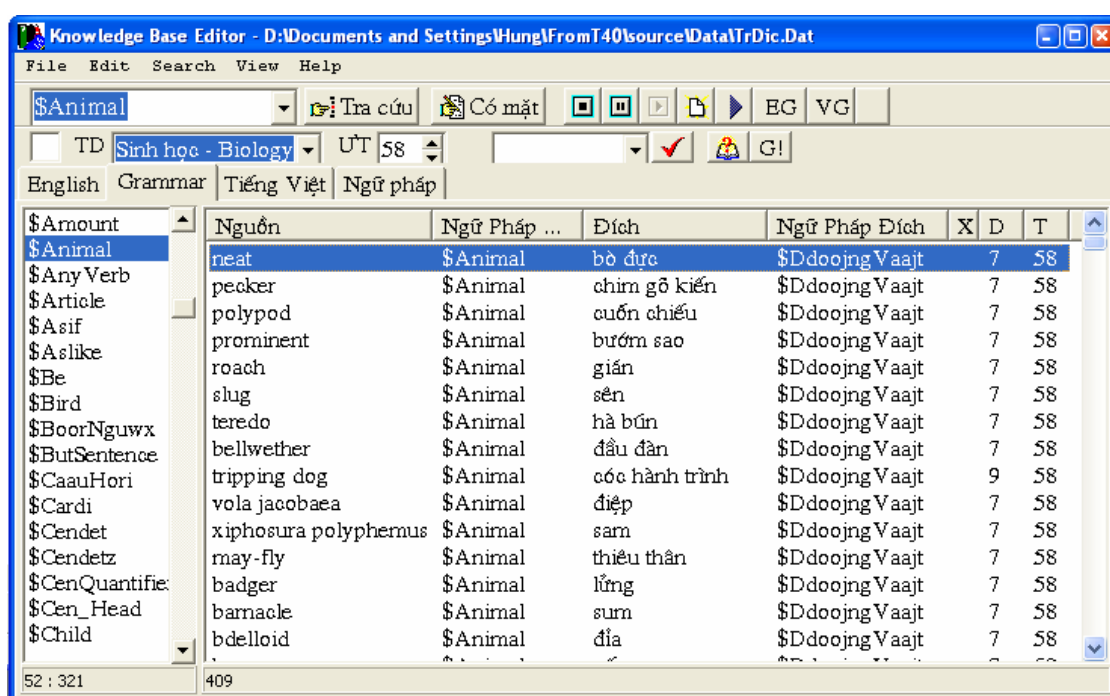 Knowledge Base Editor - D:\Documents and Settings\Hung\FromT40\source\Data\TrDic.Dat
File Edit Search View Help
$Animal Tra cứu Có mặt EG VG
TD Sinh học - Biology ƯT 58 G!
English Grammar Tiếng Việt Ngữ pháp
$Amount
$Animal
$AnyVerb
$Article
$Asif
$Aslike
$Be
$Bird
$BoorNguwx
$ButSentence
$CaauHori
$Cardi
$Cendet
$Cendetz
$CenQuantifie
$Cen_Head
$Child
Nguồn Ngữ Pháp ... Đích Ngữ Pháp Đích X D T
neat $Animal bò đực $DdoojngVaajt 7 58
pecker $Animal chim gõ kiến $DdoojngVaajt 7 58
polypod $Animal cuốn chiếu $DdoojngVaajt 7 58
prominent $Animal bướm sao $DdoojngVaajt 7 58
roach $Animal gián $DdoojngVaajt 7 58
slug $Animal sên $DdoojngVaajt 7 58
teredo $Animal hà bún $DdoojngVaajt 7 58
bellwether $Animal đầu đàn $DdoojngVaajt 7 58
tripping dog $Animal cóc hành trình $DdoojngVaajt 9 58
vola jacobaea $Animal điệp $DdoojngVaajt 7 58
xiphosura polyphemus $Animal sam $DdoojngVaajt 7 58
may-fly $Animal thiêu thân $DdoojngVaajt 7 58
badger $Animal lửng $DdoojngVaajt 7 58
barnacle $Animal sum $DdoojngVaajt 7 58
bdelloid $Animal đỉa $DdoojngVaajt 7 58
52 : 321 409